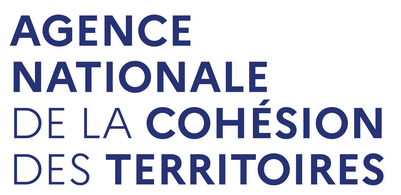 AGENCE
NATIONALE
DE LA COHÉSION
DES TERRITOIRES